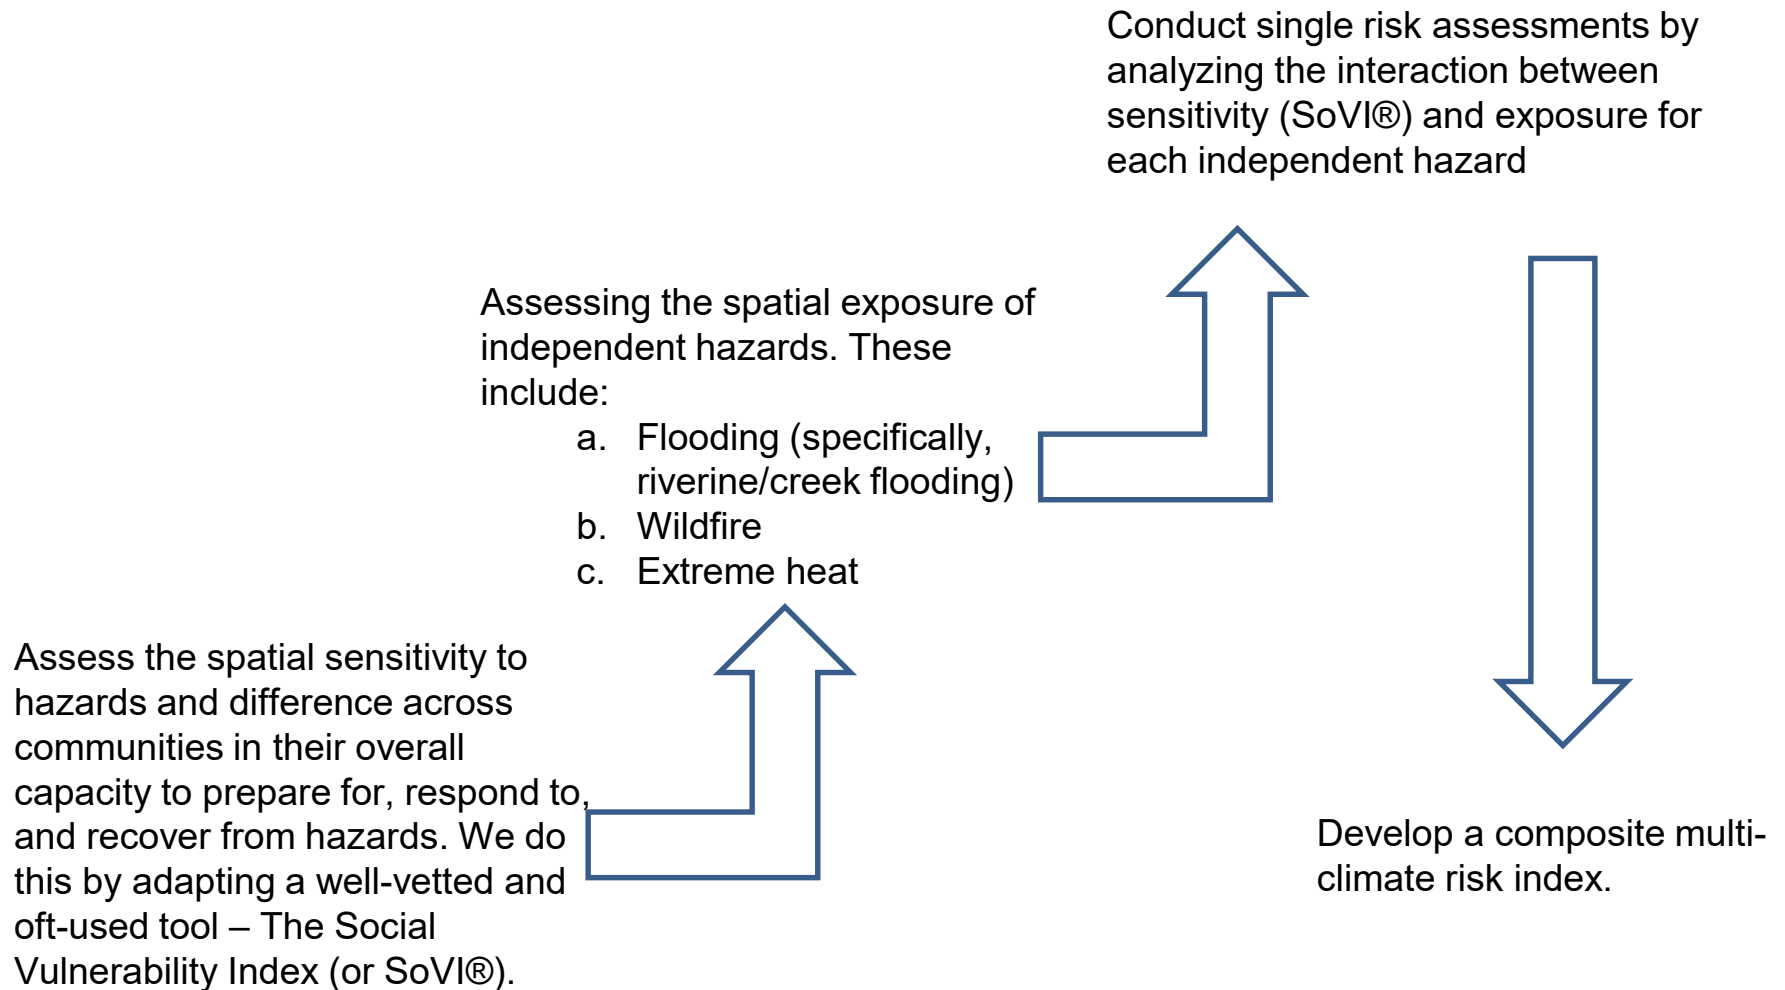 Conduct single risk assessments by
analyzing the interaction between
sensitivity (SoVI®) and exposure for
each independent hazard
Assessing the spatial exposure of
independent hazards. These
include:
a. Flooding (specifically,
riverine/creek flooding)
b. Wildfire
c. Extreme heat
Assess the spatial sensitivity to
hazards and difference across
communities in their overall
capacity to prepare for, respond to,
and recover from hazards. We do
this by adapting a well-vetted and
oft-used tool – The Social
Vulnerability Index (or SoVI®).
Develop a composite multi-
climate risk index.